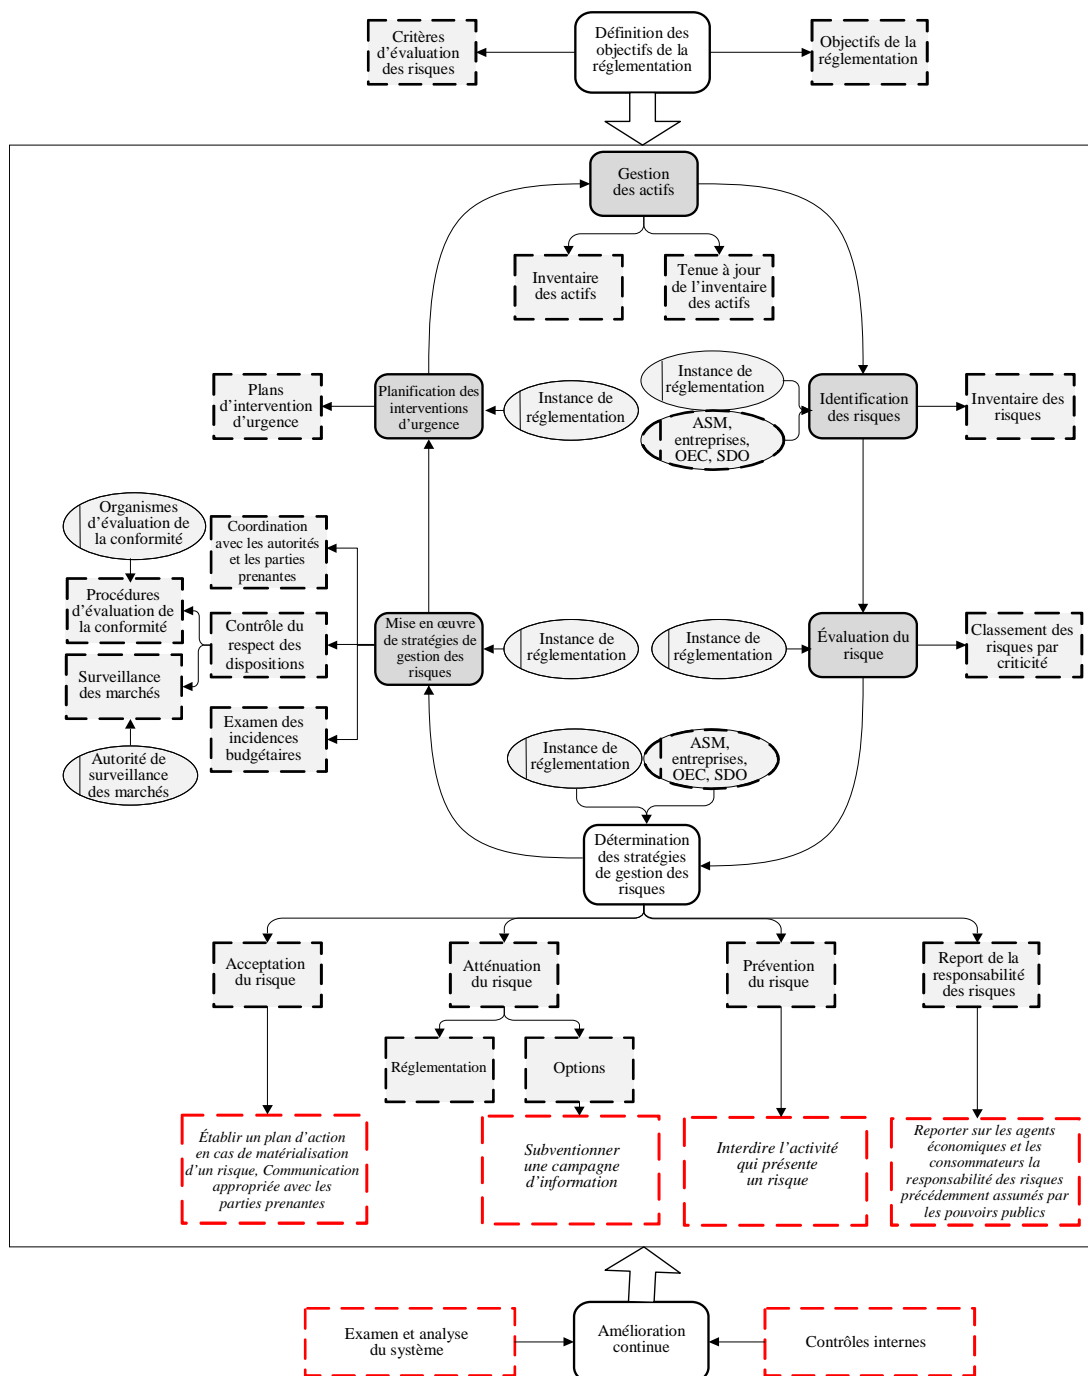 Critères
d'évaluation
des risques
Définition des
objectifs de la
réglementation
Objectifs de la
réglementation
Gestion
des actifs
Inventaire
des actifs
Tenue à jour
de l'inventaire
des actifs
Plans
d'intervention
d'urgence
Planification des
interventions
d'urgence
Instance de
réglementation
Instance de
réglementation
ASM,
entreprises,
OEC, SDO
Identification
des risques
Inventaire des
risques
Organismes
d'évaluation de
la conformité
Coordination
avec les autorités
et les parties
prenantes
Procédures
d'évaluation de
la conformité
Contrôle du
respect des
dispositions
Mise en œuvre
de stratégies de
gestion des
risques
Instance de
réglementation
Instance de
réglementation
Évaluation du
risque
Classement des
risques par
criticité
Surveillance
des marchés
Examen des
incidences
budgétaires
Autorité de
surveillance
des marchés
Instance de
réglementation
ASM,
entreprises,
OEC, SDO
Détermination
des stratégies
de gestion des
risques
Acceptation
du risque
Atténuation
du risque
Prévention
du risque
Report de la
responsabilité
des risques
Réglementation
Options
Établir un plan d'action
en cas de matérialisation
d'un risque, Communication
appropriée avec les
parties prenantes
Subventionner
une campagne
d'information
Interdire l'activité
qui présente
un risque
Reporter sur les agents
économiques et les
consommateurs la
responsabilité des risques
précédemment assumés par
les pouvoirs publics
Examen et analyse
du système
Amélioration
continue
Contrôles internes